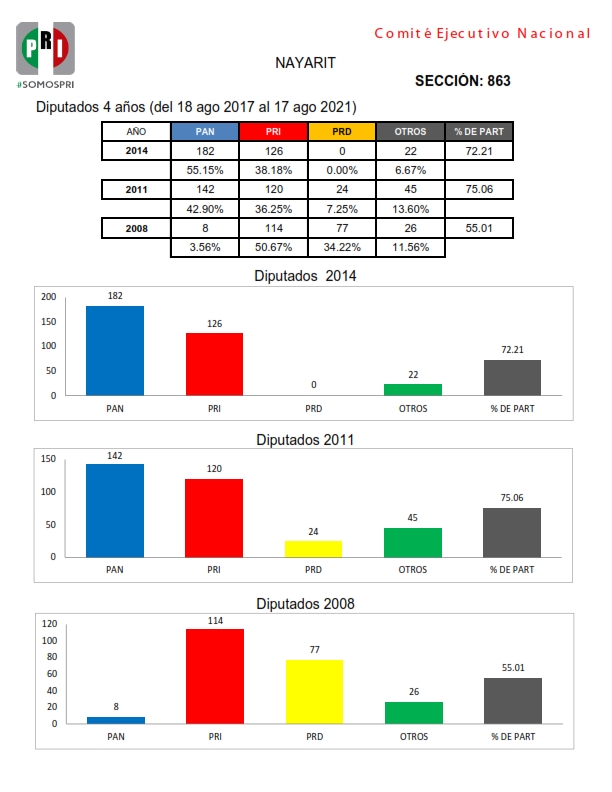 PRI
#SOMOSPRI
Comité Ejecutivo Nacional
NAYARIT
SECCIÓN: 863
Diputados 4 años (del 18 ago 2017 al 17 ago 2021)
AÑO PAN PRI PRD OTROS % DE PART
2014 182 126 0 22 72.21
55.15% 38.18% 0.00% 6.67%
2011 142 120 24 45 75.06
42.90% 36.25% 7.25% 13.60%
2008 8 114 77 26 55.01
3.56% 50.67% 34.22% 11.56%
Diputados 2014
200
150
100
50
0
182
126
0
22
72.21
PAN PRI PRD OTROS % DE PART
Diputados 2011
150
100
50
0
142
120
24
45
75.06
PAN PRI PRD OTROS % DE PART
Diputados 2008
120
100
80
60
40
20
0
8
114
77
26
55.01
PAN PRI PRD OTROS % DE PART